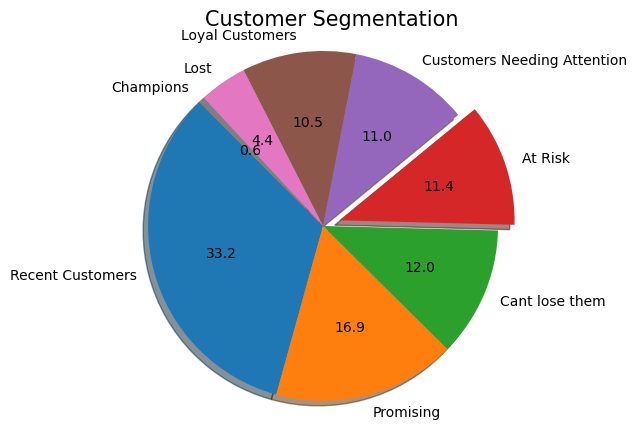 Customer Segmentation
Loyal Customers
Customers Needing Attention
Lost
Champions
10.5
11.0
4.4
0.6
At Risk
11.4
33.2
12.0
Recent Customers
Cant lose them
16.9
Promising